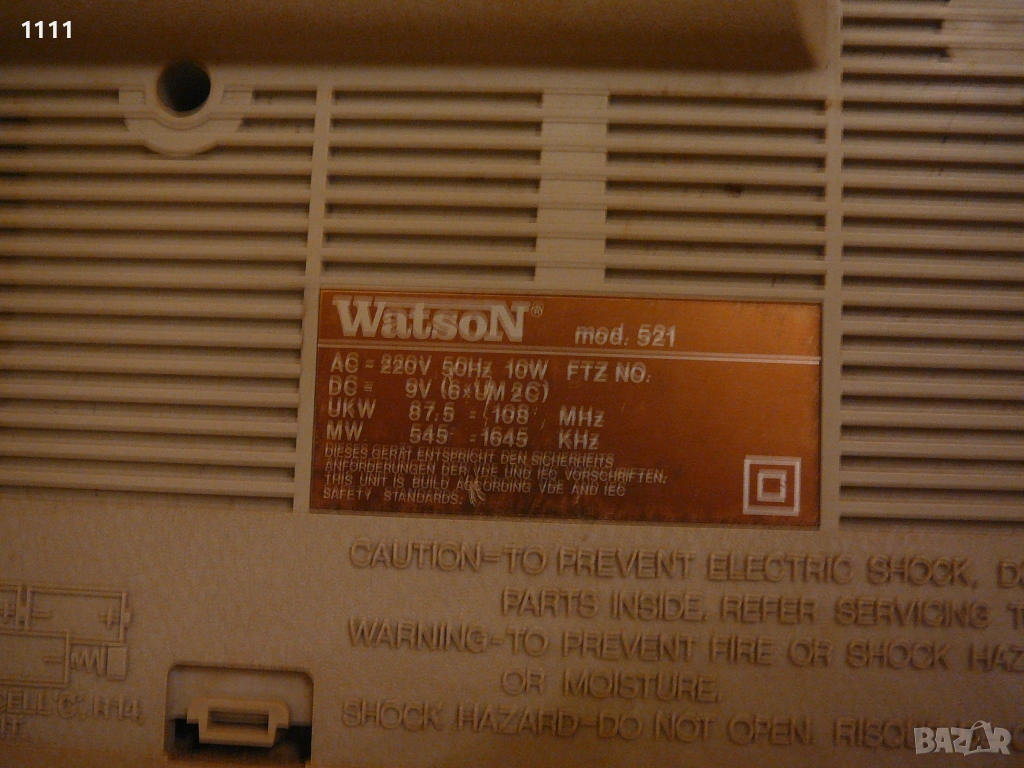 1111
WatsoN® mod. 521
AC = 220V 50Hz 10W FTZ NO.
DC = 9V (6×UM 2C)
UKW 87,5 - 108 MHz
MW 545 - 1645 KHz
DIESES GERÄT ENTSPRICHT DEN SICHERHEITS
ANFORDERUNGEN DER VDE UND IEC VORSCHRIFTEN.
THIS UNIT IS BUILD ACCORDING VDE AND IEC
SAFETY STANDARDS.
CAUTION-TO PREVENT ELECTRIC SHOCK, D
PARTS INSIDE. REFER SERVICING T
WARNING-TO PREVENT FIRE OR SHOCK HAZ
OR MOISTURE.
SHOCK HAZARD-DO NOT OPEN.
CELL "C", R14
BAZAR